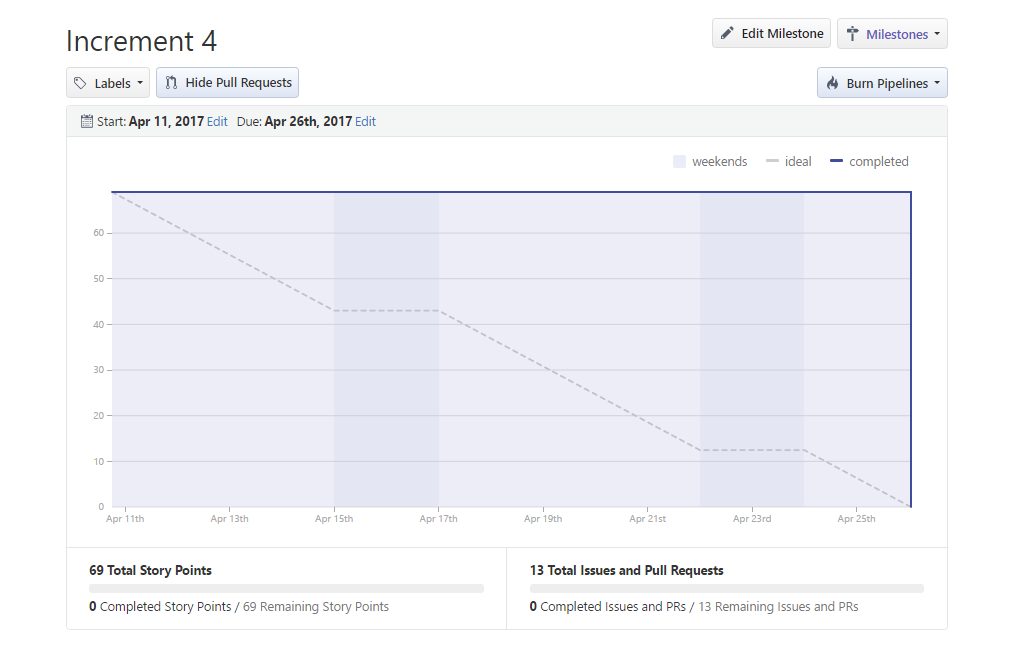 Increment 4
Edit Milestone
Milestones
Labels
Hide Pull Requests
Burn Pipelines
Start: Apr 11, 2017 Edit Due: Apr 26th, 2017 Edit
weekends ideal completed
60
50
40
30
20
10
0
Apr 11th Apr 13th Apr 15th Apr 17th Apr 19th Apr 21st Apr 23rd Apr 25th
69 Total Story Points
0 Completed Story Points / 69 Remaining Story Points
13 Total Issues and Pull Requests
0 Completed Issues and PRs / 13 Remaining Issues and PRs